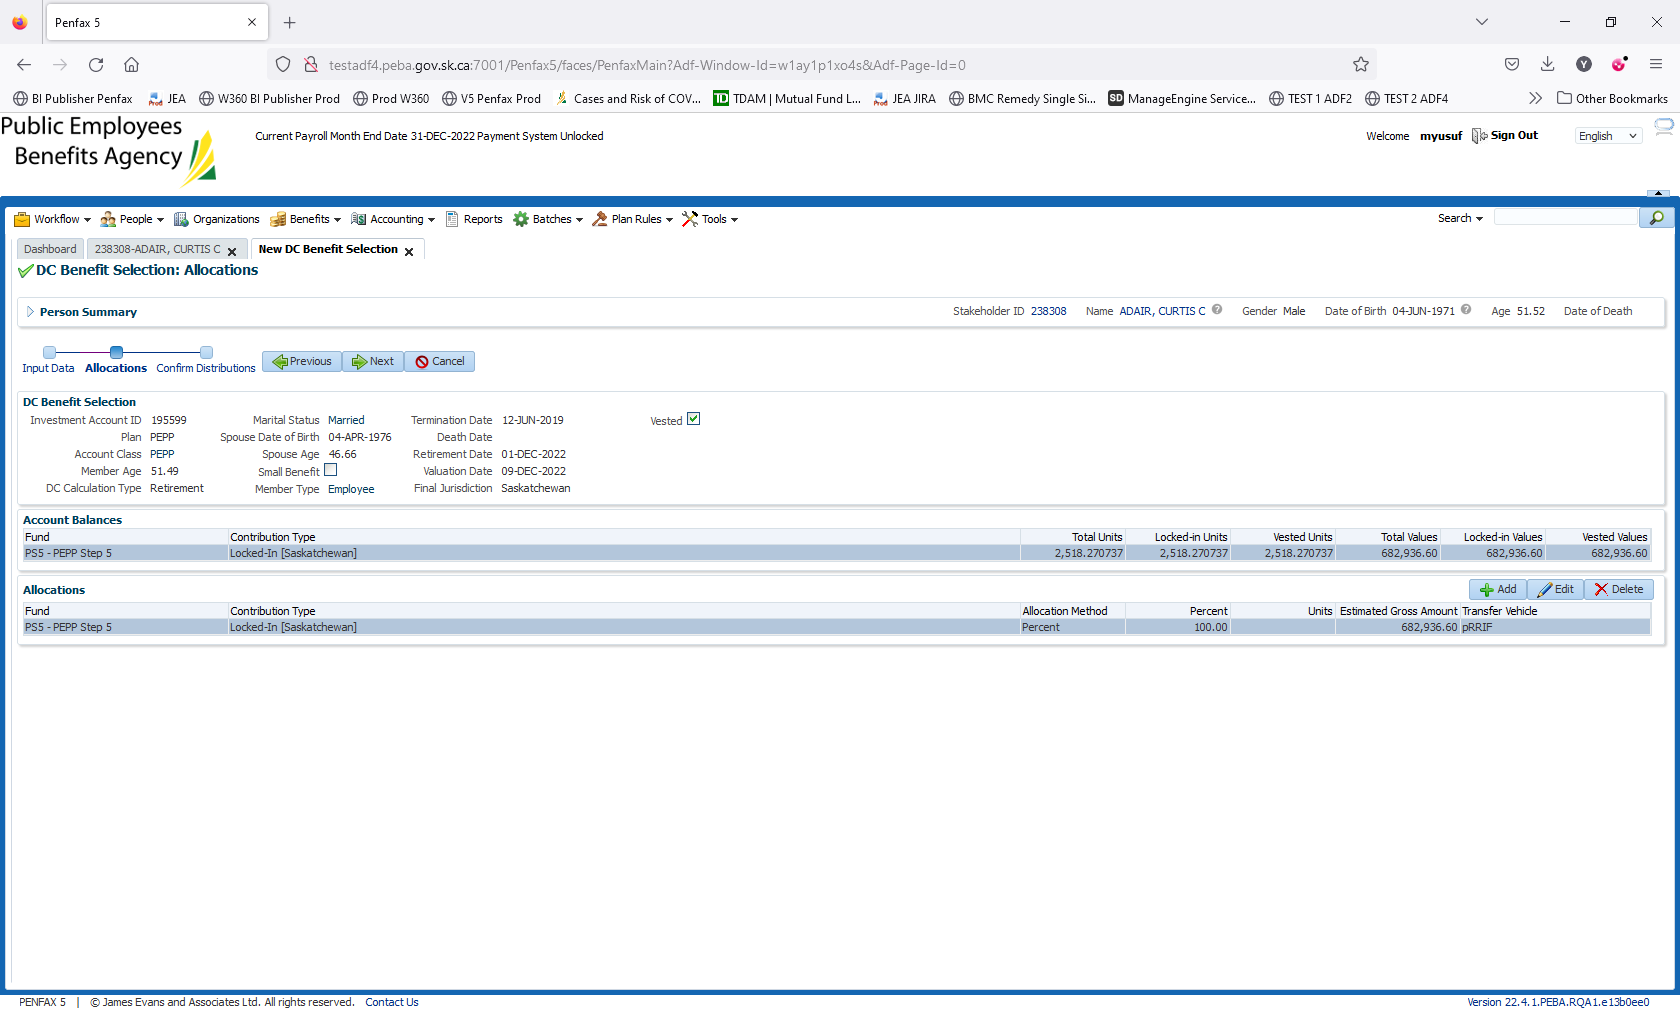 Penfax 5
testadf4.peba.gov.sk.ca:7001/Penfax5/faces/PenfaxMain?Adf-Window-Id=w1ay1p1xo4s&Adf-Page-Id=0
Y
BI Publisher Penfax JEA W360 BI Publisher Prod Prod W360 V5 Penfax Prod Cases and Risk of COV... TD TDAM | Mutual Fund L... JEA JIRA BMC Remedy Single Si... SD ManageEngine Service... TEST 1 ADF2 TEST 2 ADF4 Other Bookmarks
Prod Prod
Public Employees
Benefits Agency
Current Payroll Month End Date 31-DEC-2022 Payment System Unlocked
Welcome myusuf Sign Out English
Workflow People Organizations Benefits Accounting Reports Batches Plan Rules Tools Search
Dashboard 238308-ADAIR, CURTIS C New DC Benefit Selection
DC Benefit Selection: Allocations
Person Summary Stakeholder ID 238308 Name ADAIR, CURTIS C Gender Male Date of Birth 04-JUN-1971 Age 51.52 Date of Death
Input Data Allocations Confirm Distributions Previous Next Cancel
DC Benefit Selection
Investment Account ID 195599 Marital Status Married Termination Date 12-JUN-2019 Vested
Plan PEPP Spouse Date of Birth 04-APR-1976 Death Date
Account Class PEPP Spouse Age 46.66 Retirement Date 01-DEC-2022
Member Age 51.49 Small Benefit Valuation Date 09-DEC-2022
DC Calculation Type Retirement Member Type Employee Final Jurisdiction Saskatchewan
Account Balances
Fund Contribution Type Total Units Locked-in Units Vested Units Total Values Locked-in Values Vested Values
PS5 - PEPP Step 5 Locked-In [Saskatchewan] 2,518.270737 2,518.270737 2,518.270737 682,936.60 682,936.60 682,936.60
Allocations Add Edit Delete
Fund Contribution Type Allocation Method Percent Units Estimated Gross Amount Transfer Vehicle
PS5 - PEPP Step 5 Locked-In [Saskatchewan] Percent 100.00 682,936.60 pRRIF
PENFAX 5 | © James Evans and Associates Ltd. All rights reserved. Contact Us Version 22.4.1.PEBA.RQA1.e13b0ee0